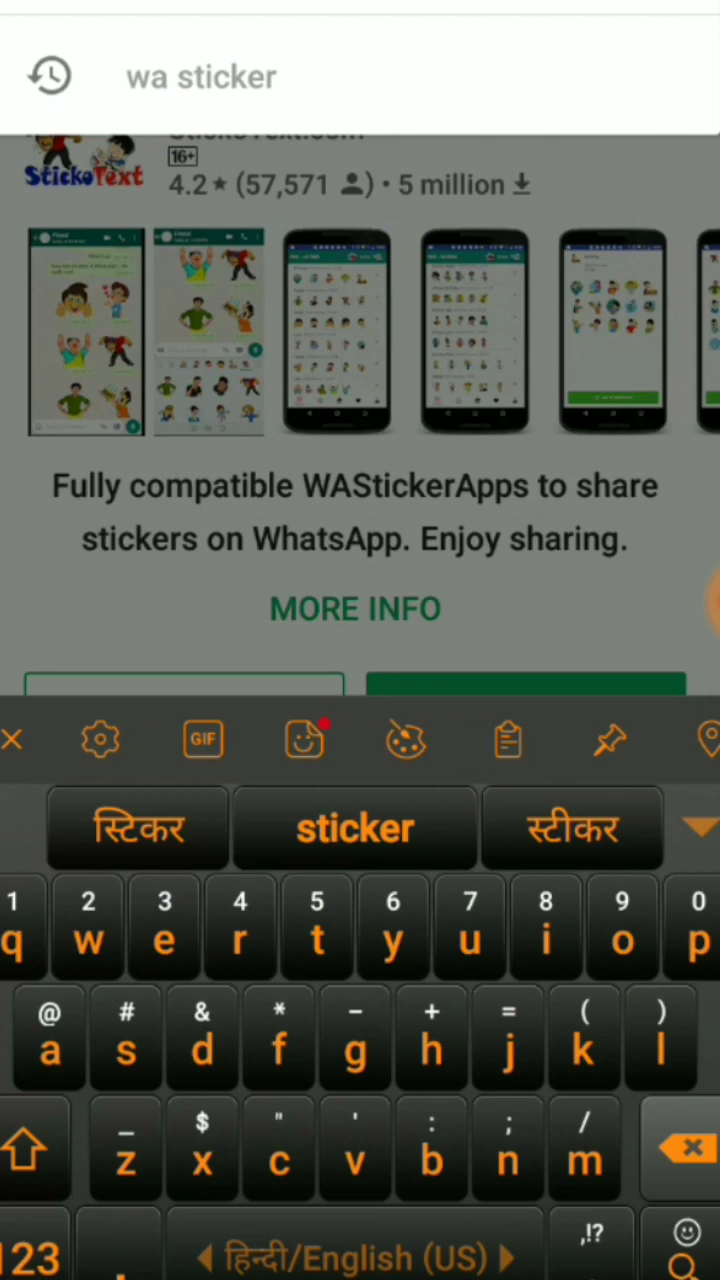 wa sticker
StickoText.com
StickoText
16+
4.2★ (57,571 ) • 5 million
Fully compatible WAStickerApps to share
stickers on WhatsApp. Enjoy sharing.
MORE INFO
GIF
स्टिकर sticker स्टीकर
1 2 3 4 5 6 7 8 9 0
q w e r t y u i o p
@ # & * - + = ( )
a s d f g h j k l
_ $ " ' : ; /
z x c v b n m
,!?
123 . हिन्दी/English (US)